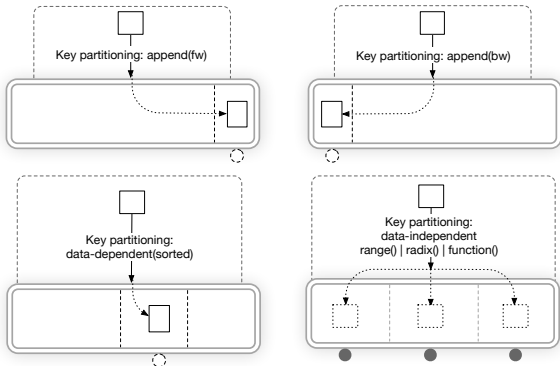 Key partitioning: append(fw)
Key partitioning: append(bw)
Key partitioning:
data-dependent(sorted)
Key partitioning:
data-independent
range() | radix() | function()